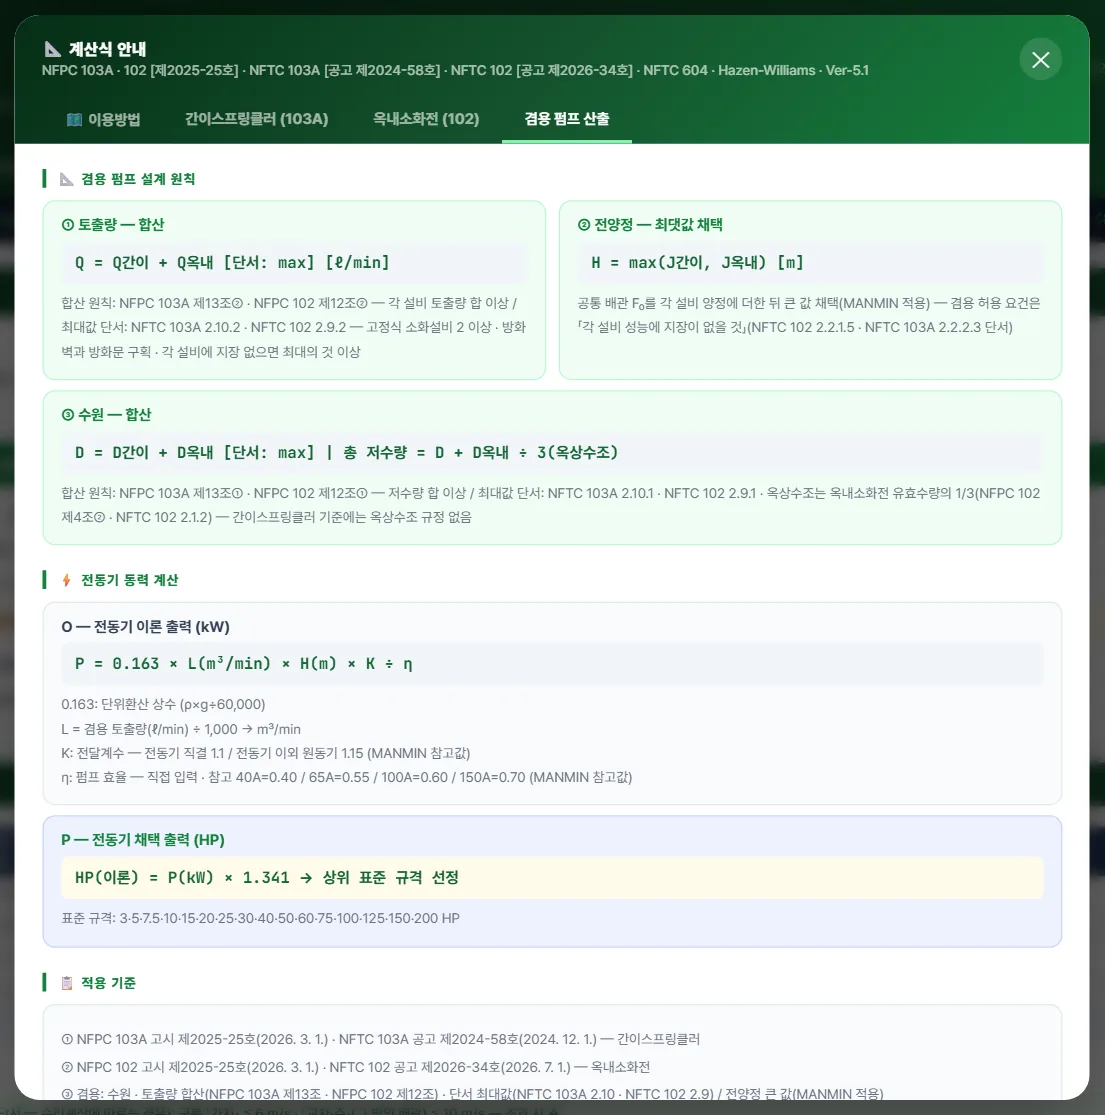 📐 계산식 안내
NFPC 103A · 102 [제2025-25호] · NFTC 103A [공고 제2024-58호] · NFTC 102 [공고 제2026-34호] · NFTC 604 · Hazen-Williams · Ver-5.1
이용방법 간이스프링클러 (103A) 옥내소화전 (102) 겸용 펌프 산출
📐 겸용 펌프 설계 원칙
① 토출량 — 합산
Q = Q간이 + Q옥내 [단서: max] [ℓ/min]
합산 원칙: NFPC 103A 제13조② · NFPC 102 제12조② — 각 설비 토출량 합 이상 /
최대값 단서: NFTC 103A 2.10.2 · NFTC 102 2.9.2 — 고정식 소화설비 2 이상 · 방화
벽과 방화문 구획 · 각 설비에 지장 없으면 최대의 것 이상
② 전양정 — 최댓값 채택
H = max(J간이, J옥내) [m]
공통 배관 F₀를 각 설비 양정에 더한 뒤 큰 값 채택(MANMIN 적용) — 겸용 허용 요건은
「각 설비 성능에 지장이 없을 것」(NFTC 102 2.2.1.5 · NFTC 103A 2.2.2.3 단서)
③ 수원 — 합산
D = D간이 + D옥내 [단서: max] | 총 저수량 = D + D옥내 ÷ 3(옥상수조)
합산 원칙: NFPC 103A 제13조① · NFPC 102 제12조① — 저수량 합 이상 / 최대값 단서: NFTC 103A 2.10.1 · NFTC 102 2.9.1 · 옥상수조는 옥내소화전 유효수량의 1/3(NFPC 102
제4조② · NFTC 102 2.1.2) — 간이스프링클러 기준에는 옥상수조 규정 없음
⚡ 전동기 동력 계산
O — 전동기 이론 출력 (kW)
P = 0.163 × L(m³/min) × H(m) × K ÷ η
0.163: 단위환산 상수 (ρ×g÷60,000)
L = 겸용 토출량(ℓ/min) ÷ 1,000 → m³/min
K: 전달계수 — 전동기 직결 1.1 / 전동기 이외 원동기 1.15 (MANMIN 참고값)
η: 펌프 효율 — 직접 입력 · 참고 40A=0.40 / 65A=0.55 / 100A=0.60 / 150A=0.70 (MANMIN 참고값)
P — 전동기 채택 출력 (HP)
HP(이론) = P(kW) × 1.341 → 상위 표준 규격 선정
표준 규격: 3·5·7.5·10·15·20·25·30·40·50·60·75·100·125·150·200 HP
📋 적용 기준
① NFPC 103A 고시 제2025-25호(2026. 3. 1.) · NFTC 103A 공고 제2024-58호(2024. 12. 1.) — 간이스프링클러
② NFPC 102 고시 제2025-25호(2026. 3. 1.) · NFTC 102 공고 제2026-34호(2026. 7. 1.) — 옥내소화전
③ 겸용: 수원 · 토출량 합산(NFPC 103A 제13조 · NFPC 102 제12조) · 단서 최대값(NFTC 103A 2.10 · NFTC 102 2.9) / 전양정 큰 값(MANMIN 적용)